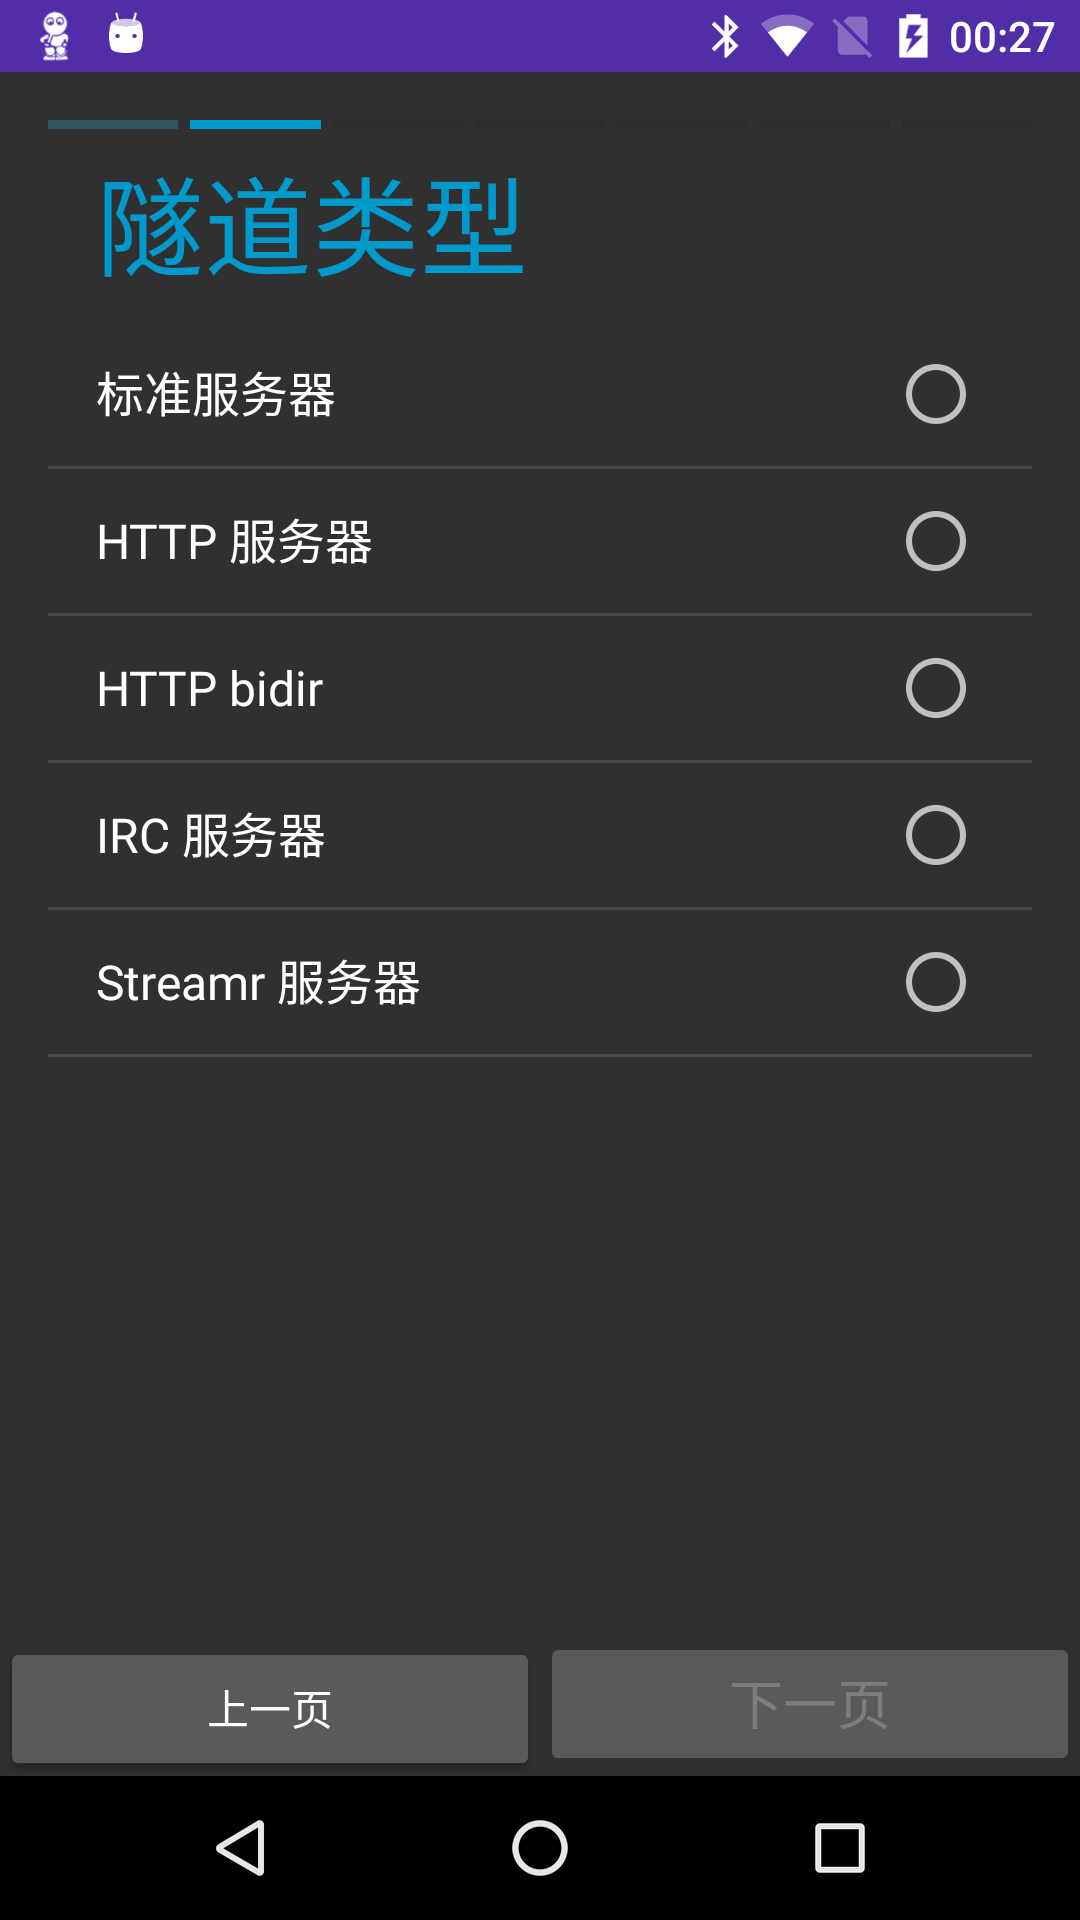 00:27
隧道类型
标准服务器
HTTP 服务器
HTTP bidir
IRC 服务器
Streamr 服务器
上一页
下一页